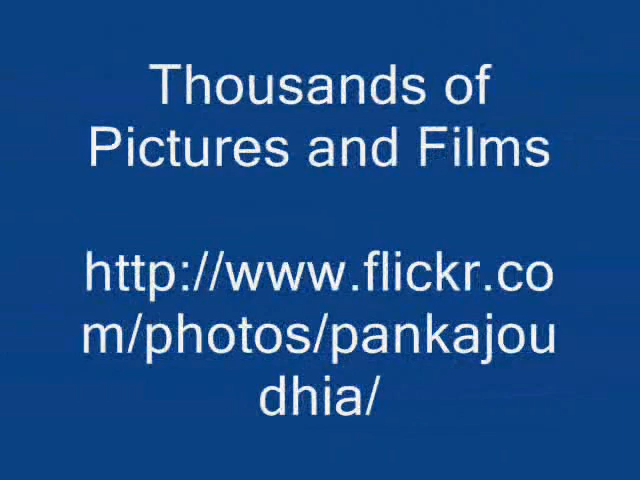 Thousands of
Pictures and Films
http://www.flickr.co
m/photos/pankajou
dhia/